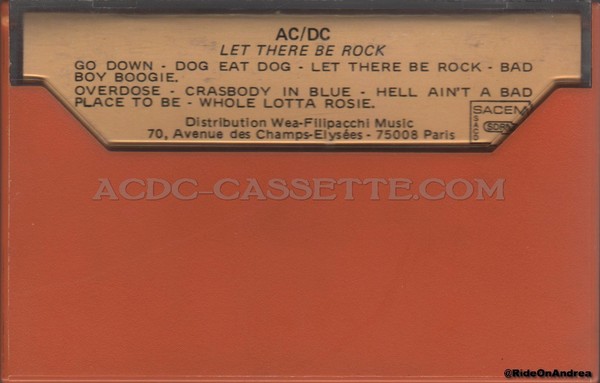 AC/DC
LET THERE BE ROCK
GO DOWN - DOG EAT DOG - LET THERE BE ROCK - BAD
BOY BOOGIE.
OVERDOSE - CRASBODY IN BLUE - HELL AIN'T A BAD
PLACE TO BE - WHOLE LOTTA ROSIE.
SACEM
SACD
Distribution Wea-Filipacchi Music
70, Avenue des Champs-Elysées - 75008 Paris
ACDC-CASSETTE.COM
@RideOnAndrea